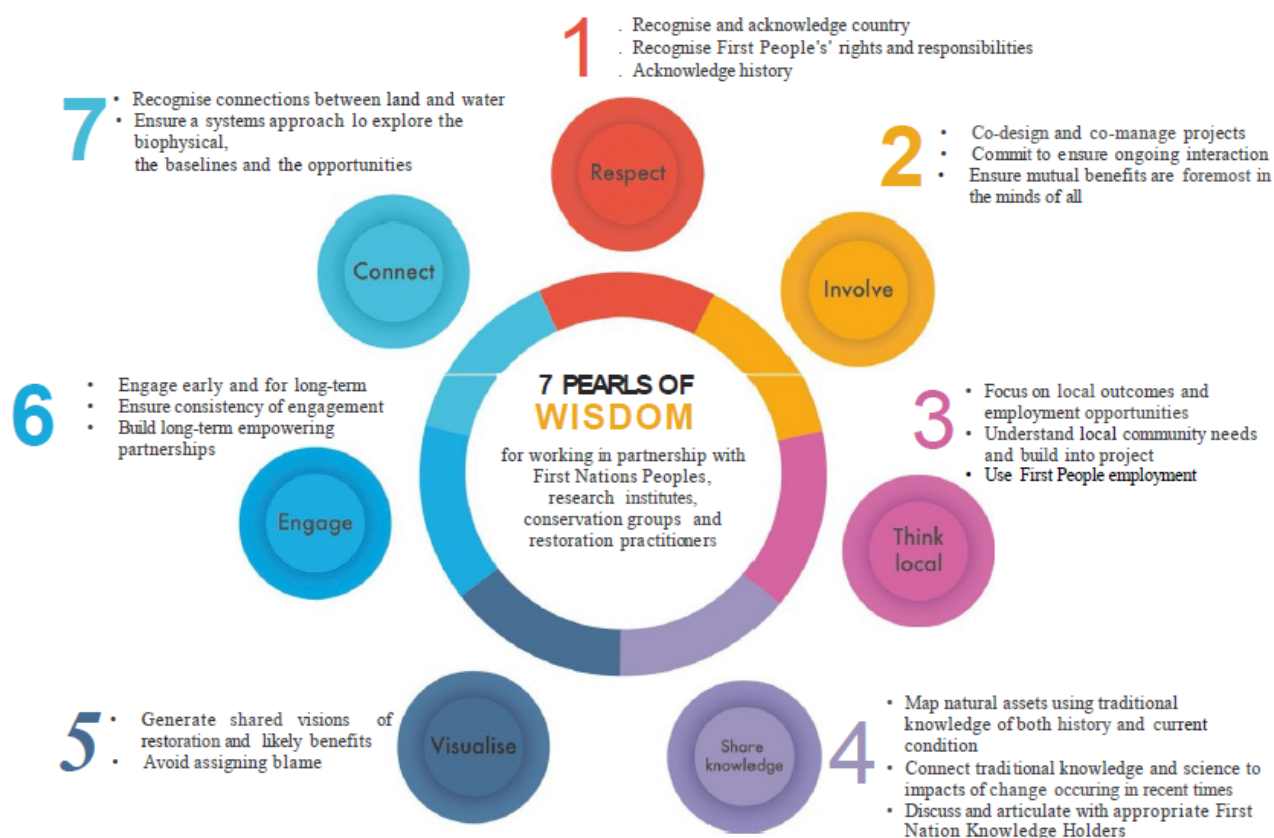 7 PEARLS OF
WISDOM
for working in partnership with
First Nations Peoples,
research institutes,
conservation groups and
restoration practitioners
1
. Recognise and acknowledge country
. Recognise First People's' rights and responsibilities
. Acknowledge history
Respect
2
• Co-design and co-manage projects
• Commit to ensure ongoing interaction
• Ensure mutual benefits are foremost in
the minds of all
Involve
3
• Focus on local outcomes and
employment opportunities
• Understand local community needs
and build into project
• Use First People employment
Think
local
4
• Map natural assets using traditional
knowledge of both history and current
condition
• Connect traditional knowledge and science to
impacts of change occuring in recent times
• Discuss and articulate with appropriate First
Nation Knowledge Holders
Share
knowledge
5
• Generate shared visions of
restoration and likely benefits
• Avoid assigning blame
Visualise
6
• Engage early and for long-term
• Ensure consistency of engagement
• Build long-term empowering
partnerships
Engage
7
• Recognise connections between land and water
• Ensure a systems approach lo explore the
biophysical,
the baselines and the opportunities
Connect